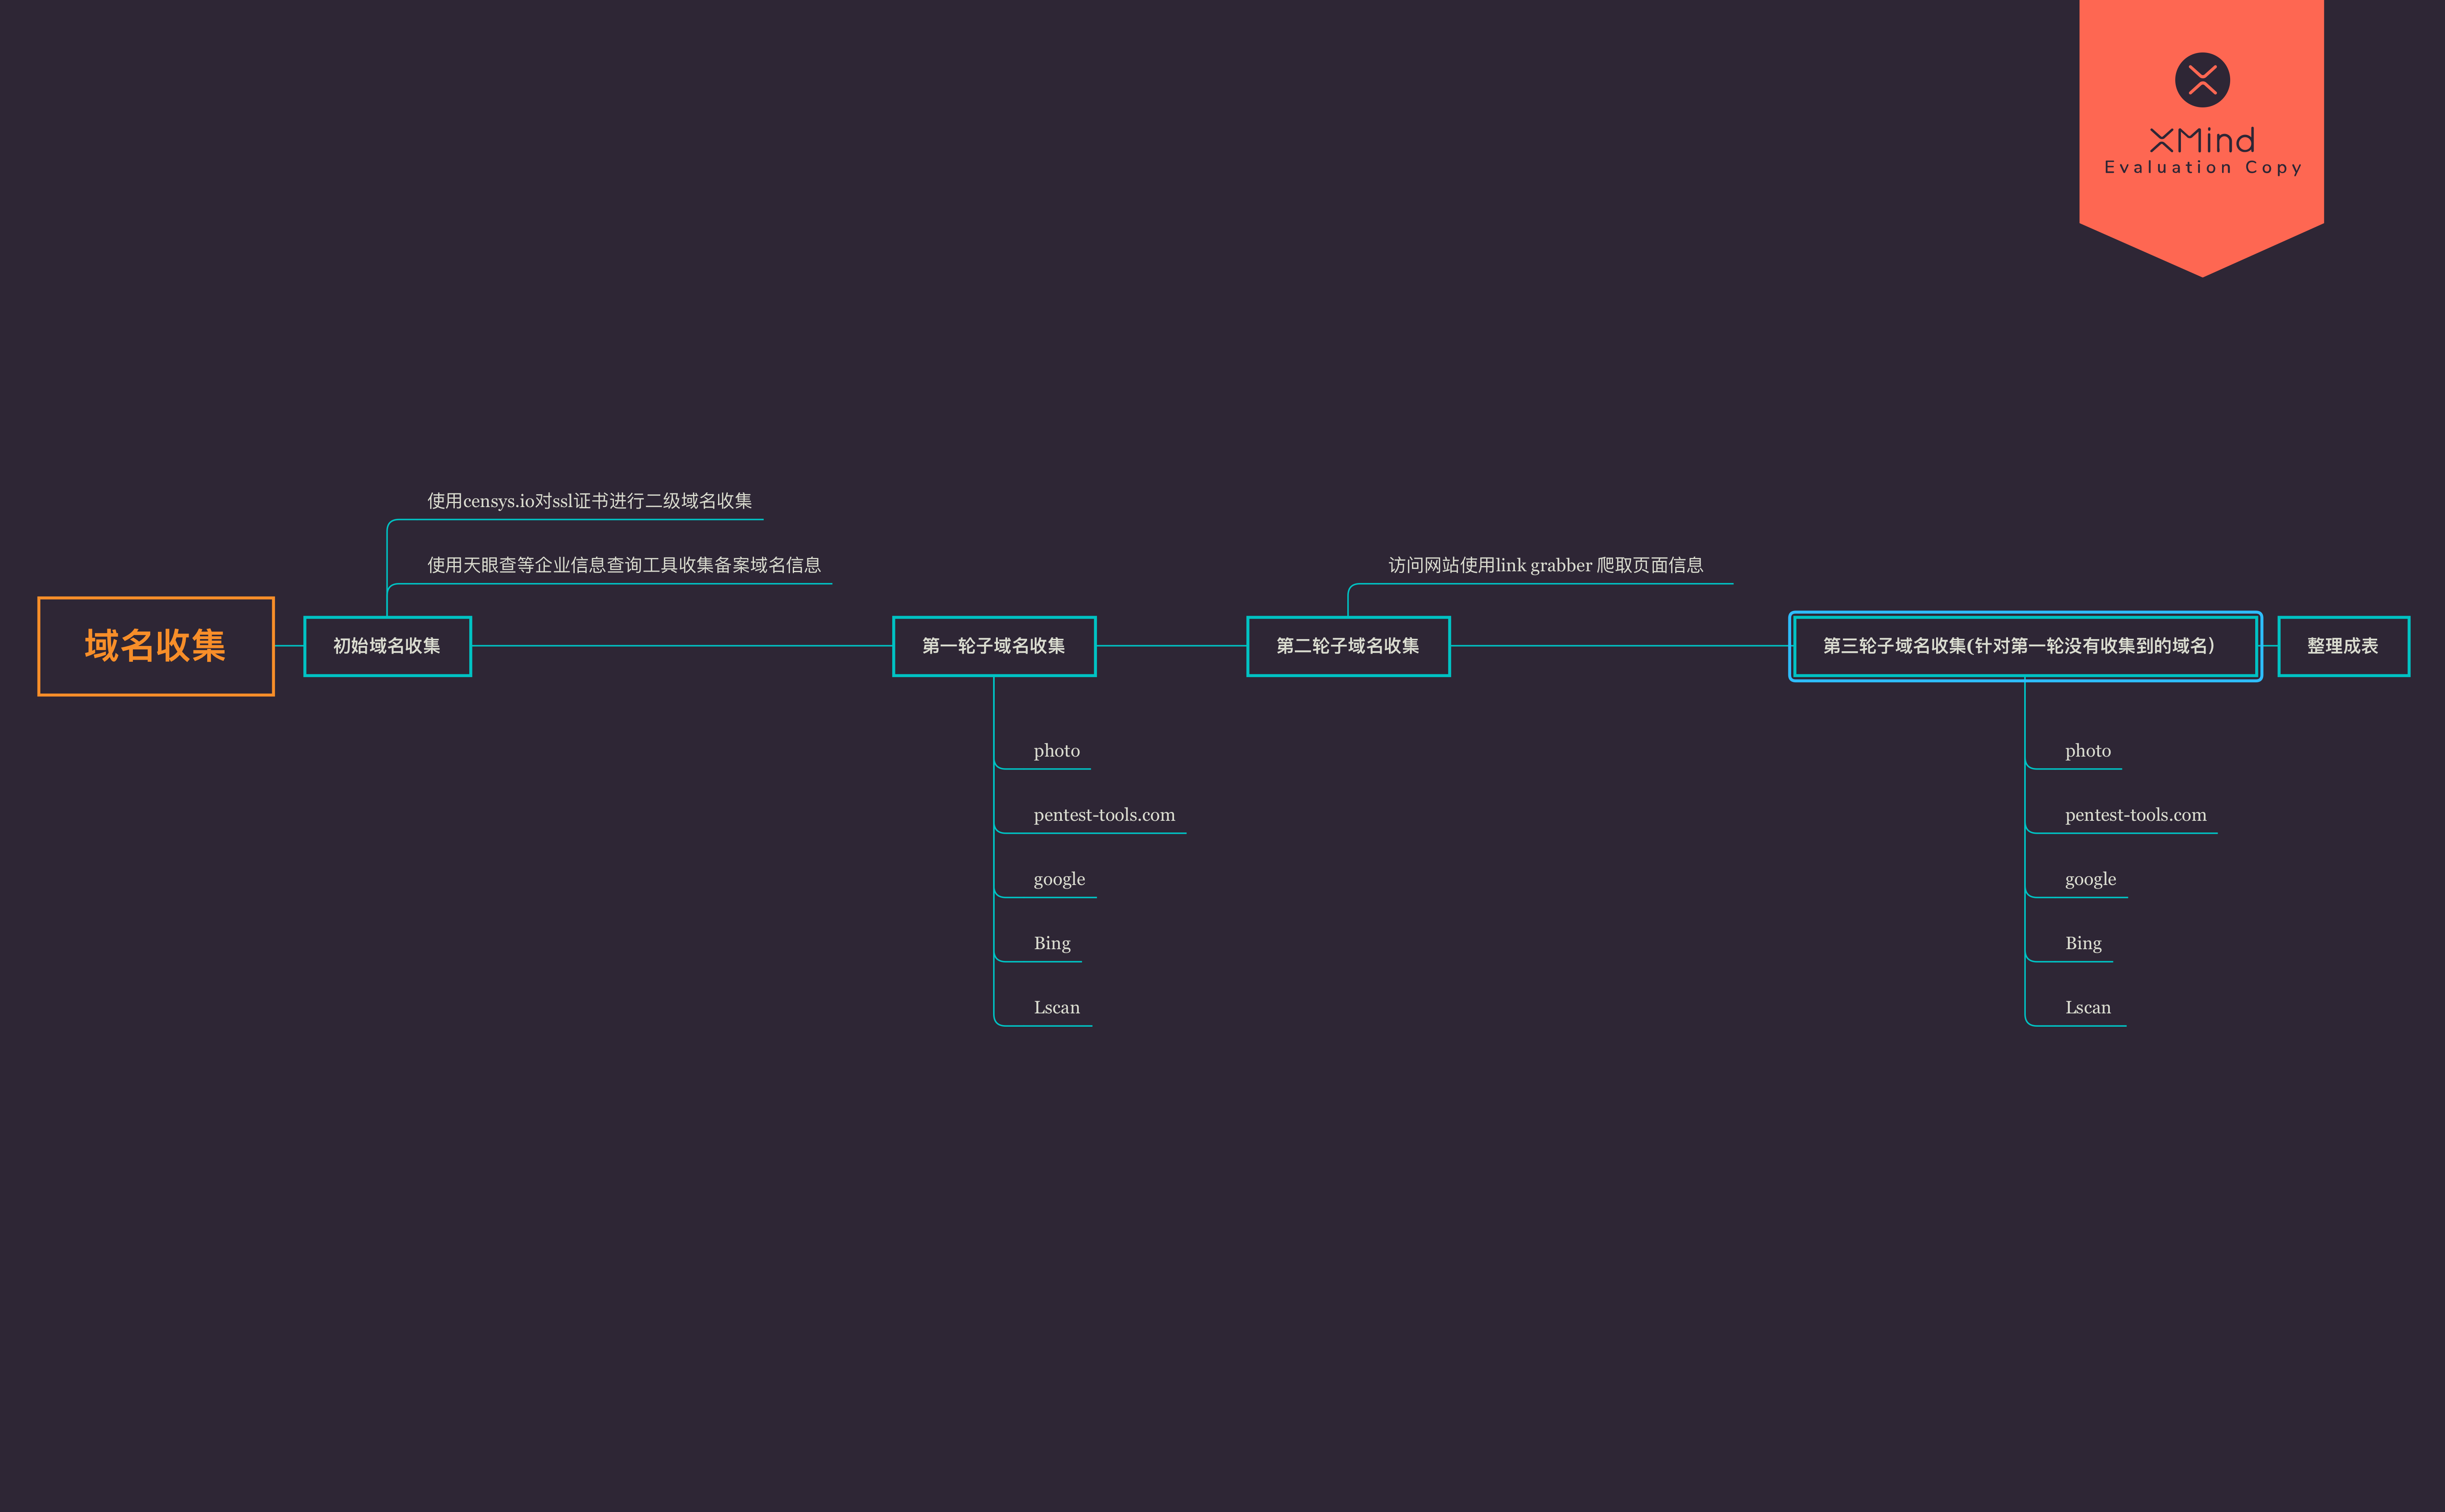 XMind
Evaluation Copy
使用censys.io对ssl证书进行二级域名收集
使用天眼查等企业信息查询工具收集备案域名信息
访问网站使用link grabber 爬取页面信息
域名收集
初始域名收集
第一轮子域名收集
第二轮子域名收集
第三轮子域名收集(针对第一轮没有收集到的域名）
整理成表
photo
pentest-tools.com
google
Bing
Lscan
photo
pentest-tools.com
google
Bing
Lscan